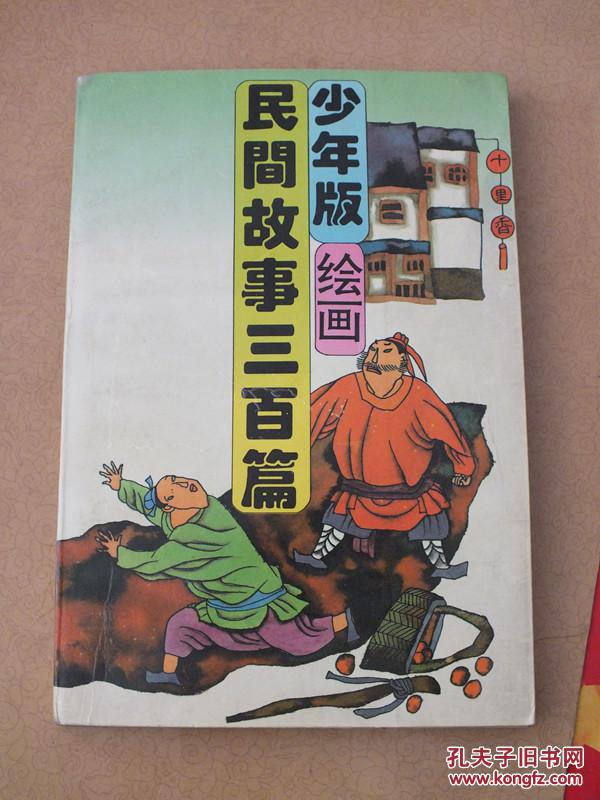 少年版
绘画
民間故事三百篇
十里香
孔夫子旧书网
www.kongfz.com